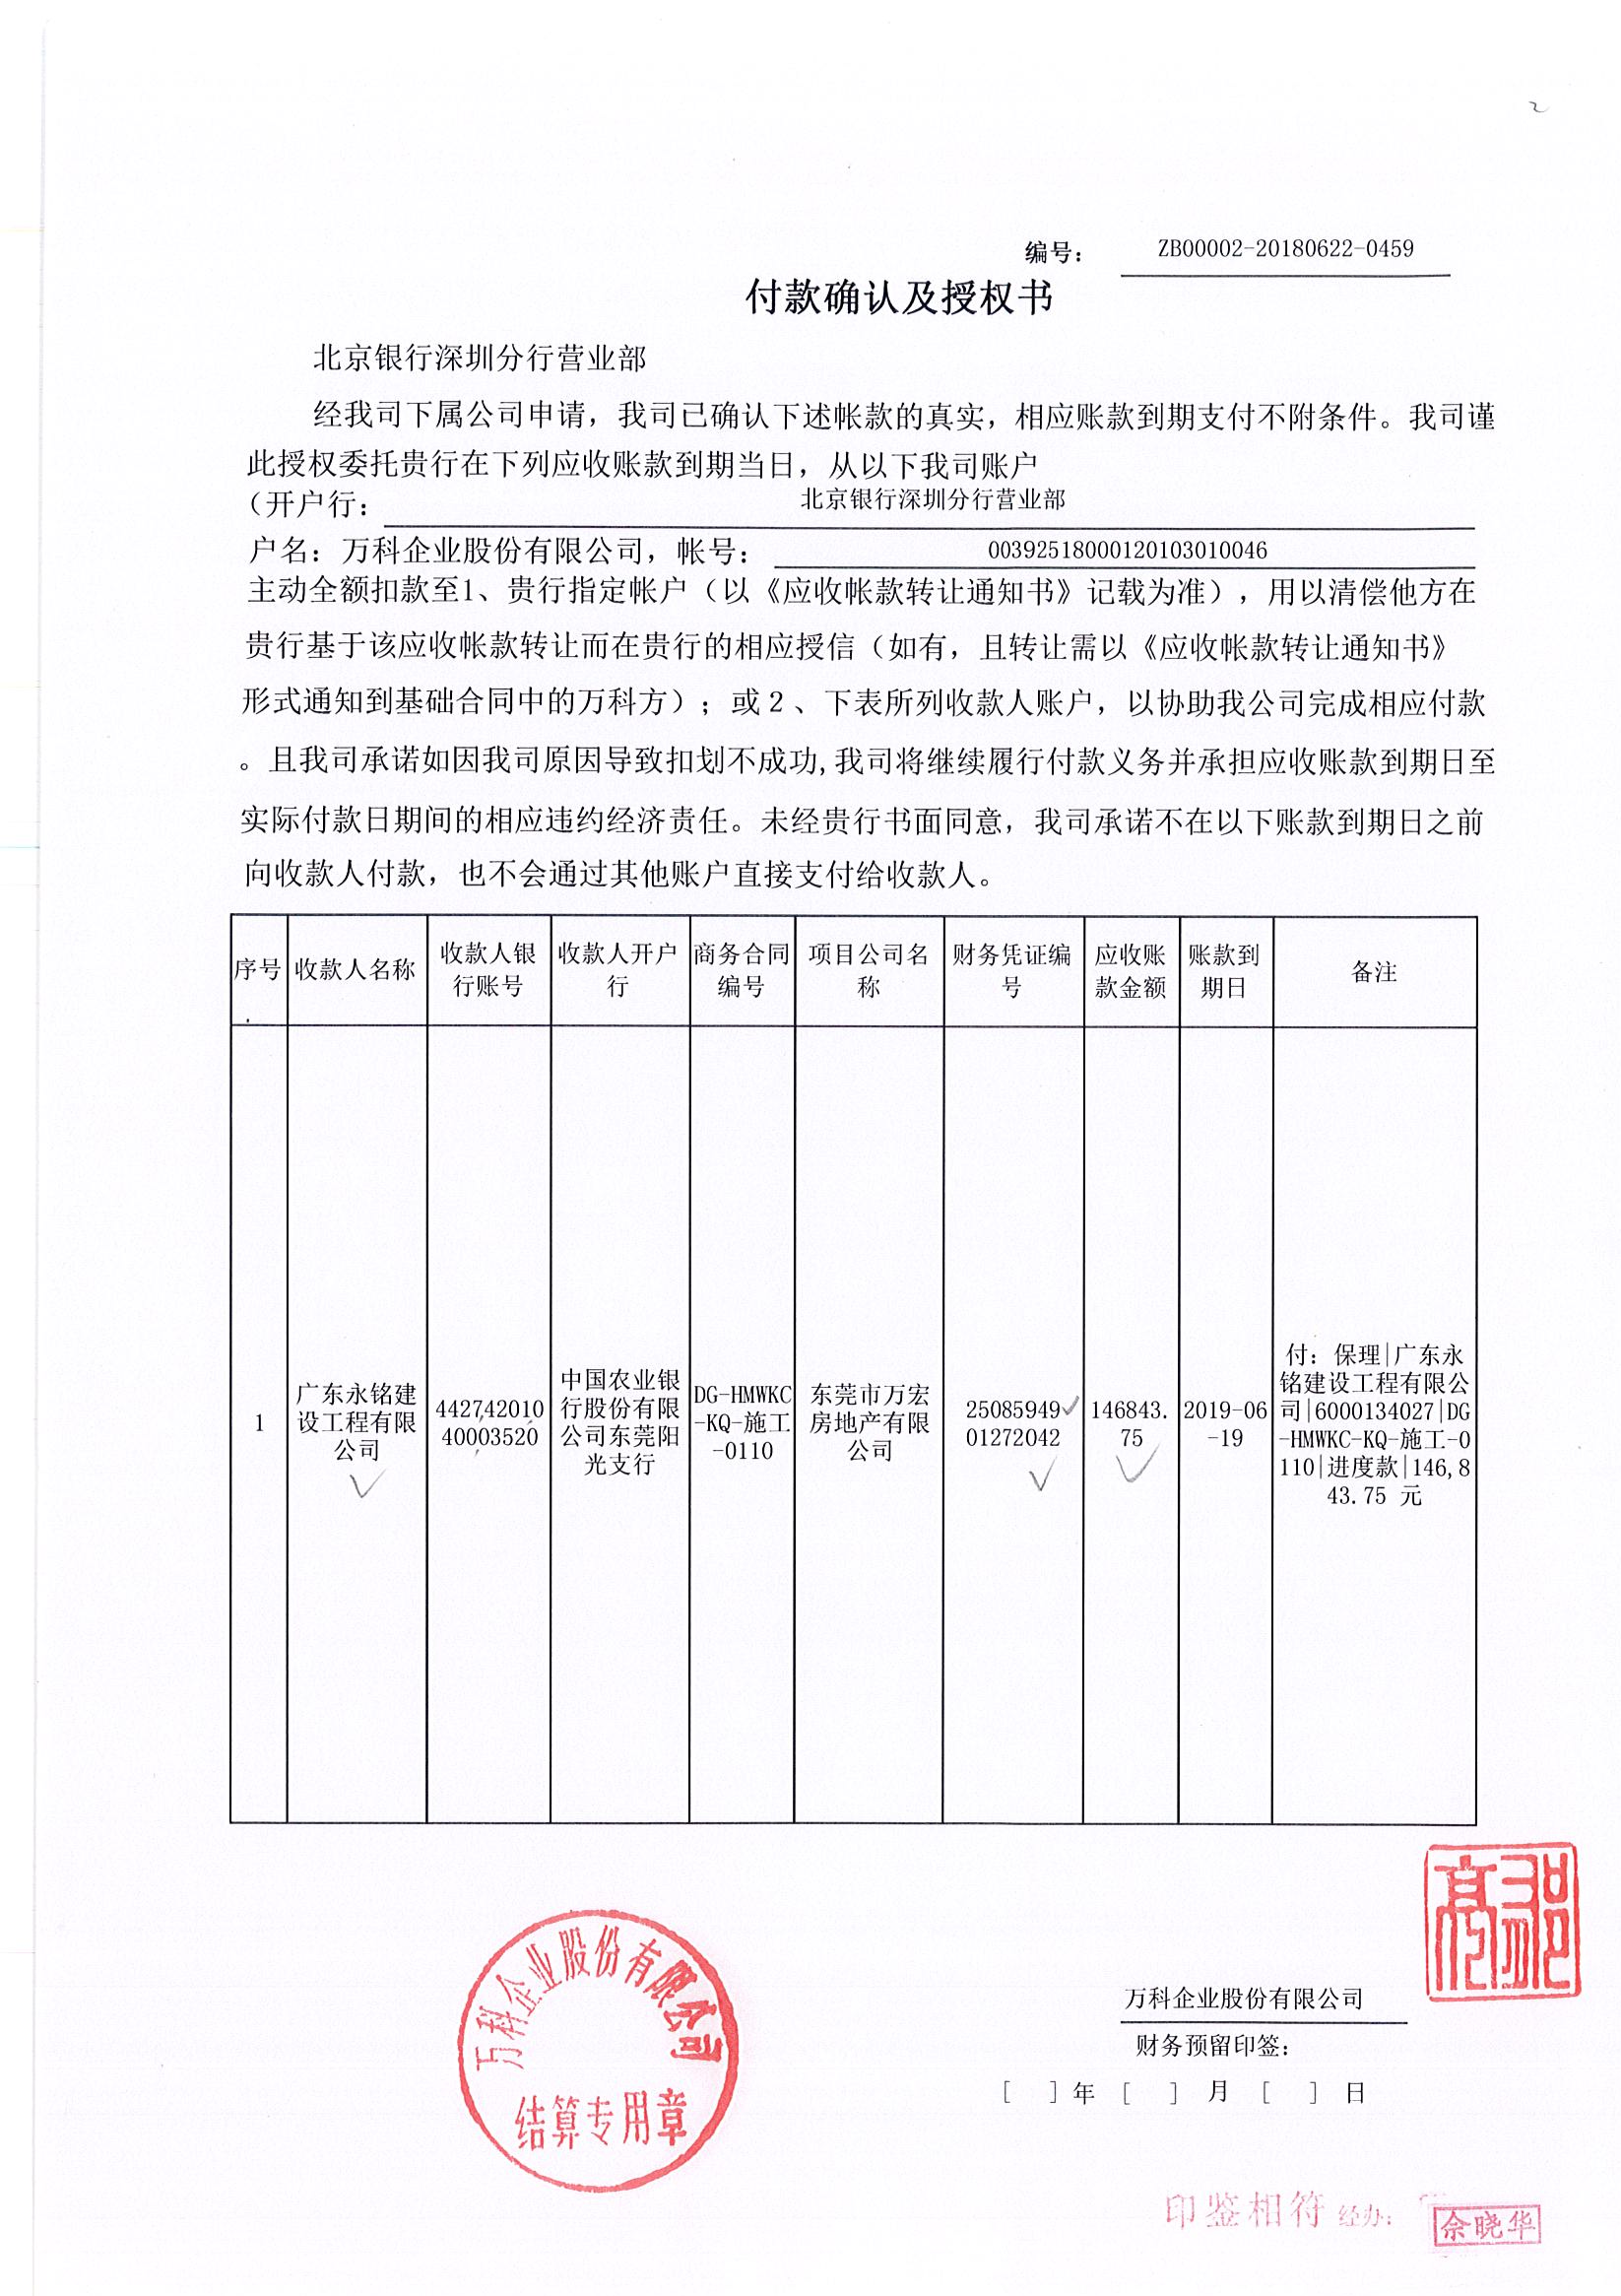 编号： ZB00002-20180622-0459
付款确认及授权书
北京银行深圳分行营业部
经我司下属公司申请，我司已确认下述帐款的真实，相应账款到期支付不附条件。我司谨
此授权委托贵行在下列应收账款到期当日，从以下我司账户
（开户行： 北京银行深圳分行营业部
户名：万科企业股份有限公司，帐号： 00392518000120103010046
主动全额扣款至1、贵行指定帐户（以《应收帐款转让通知书》记载为准），用以清偿他方在
贵行基于该应收帐款转让而在贵行的相应授信（如有，且转让需以《应收帐款转让通知书》
形式通知到基础合同中的万科方）；或２、下表所列收款人账户，以协助我公司完成相应付款
。且我司承诺如因我司原因导致扣划不成功,我司将继续履行付款义务并承担应收账款到期日至
实际付款日期间的相应违约经济责任。未经贵行书面同意，我司承诺不在以下账款到期日之前
向收款人付款，也不会通过其他账户直接支付给收款人。
序号
收款人名称
收款人银
行账号
收款人开户
行
商务合同
编号
项目公司名
称
财务凭证编
号
应收账
款金额
账款到
期日
备注
1
广东永铭建
设工程有限
公司
442742010
40003520
中国农业银
行股份有限
公司东莞阳
光支行
DG-HMWKC
-KQ-施工
-0110
东莞市万宏
房地产有限
公司
25085949
01272042
146843.
75
2019-06
-19
付：保理|广东永
铭建设工程有限公
司|6000134027|DG
-HMWKC-KQ-施工-0
110|进度款|146,8
43.75 元
万科企业股份有限公司
结算专用章
万科企业股份有限公司
财务预留印签：
[ ] 年 [ ] 月 [ ] 日
印鉴相符 经办：
佘晓华